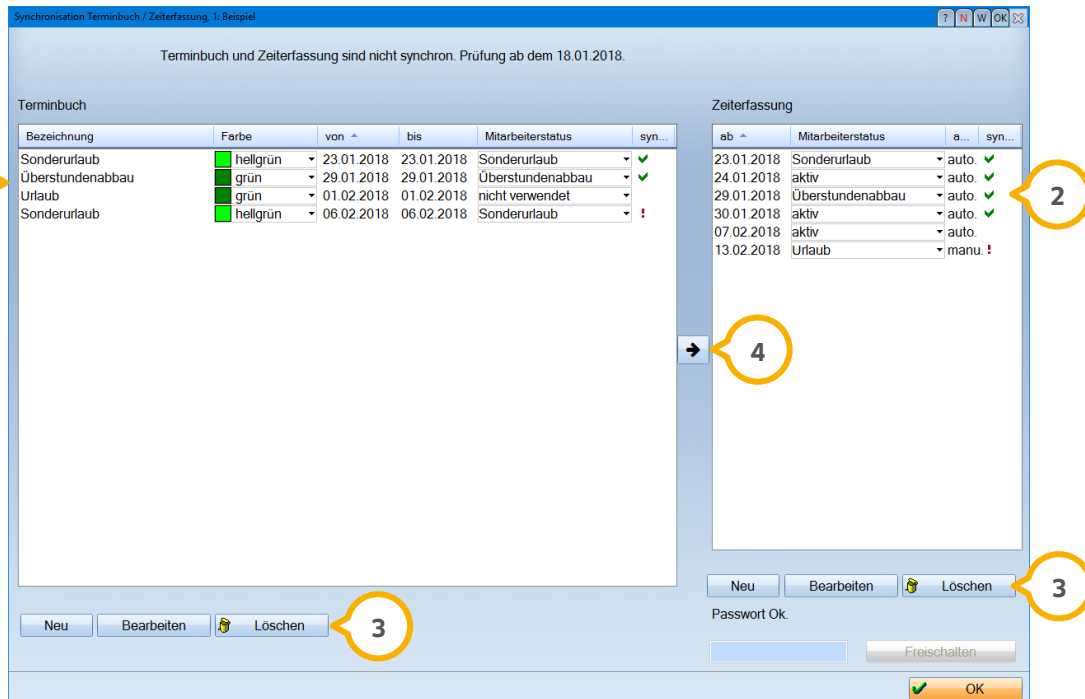 Synchronisation Terminbuch / Zeiterfassung, 1: Beispiel
? N W OK
Terminbuch und Zeiterfassung sind nicht synchron. Prüfung ab dem 18.01.2018.
Terminbuch
Bezeichnung Farbe von bis Mitarbeiterstatus syn...
Sonderurlaub hellgrün 23.01.2018 23.01.2018 Sonderurlaub
Überstundenabbau grün 29.01.2018 29.01.2018 Überstundenabbau
Urlaub grün 01.02.2018 01.02.2018 nicht verwendet
Sonderurlaub hellgrün 06.02.2018 06.02.2018 Sonderurlaub !
Neu Bearbeiten Löschen
3
4
Zeiterfassung
ab Mitarbeiterstatus a... syn...
23.01.2018 Sonderurlaub auto.
24.01.2018 aktiv auto.
29.01.2018 Überstundenabbau auto.
30.01.2018 aktiv auto.
07.02.2018 aktiv auto.
13.02.2018 Urlaub manu. !
2
Neu Bearbeiten Löschen
3
Passwort Ok.
Freischalten
OK